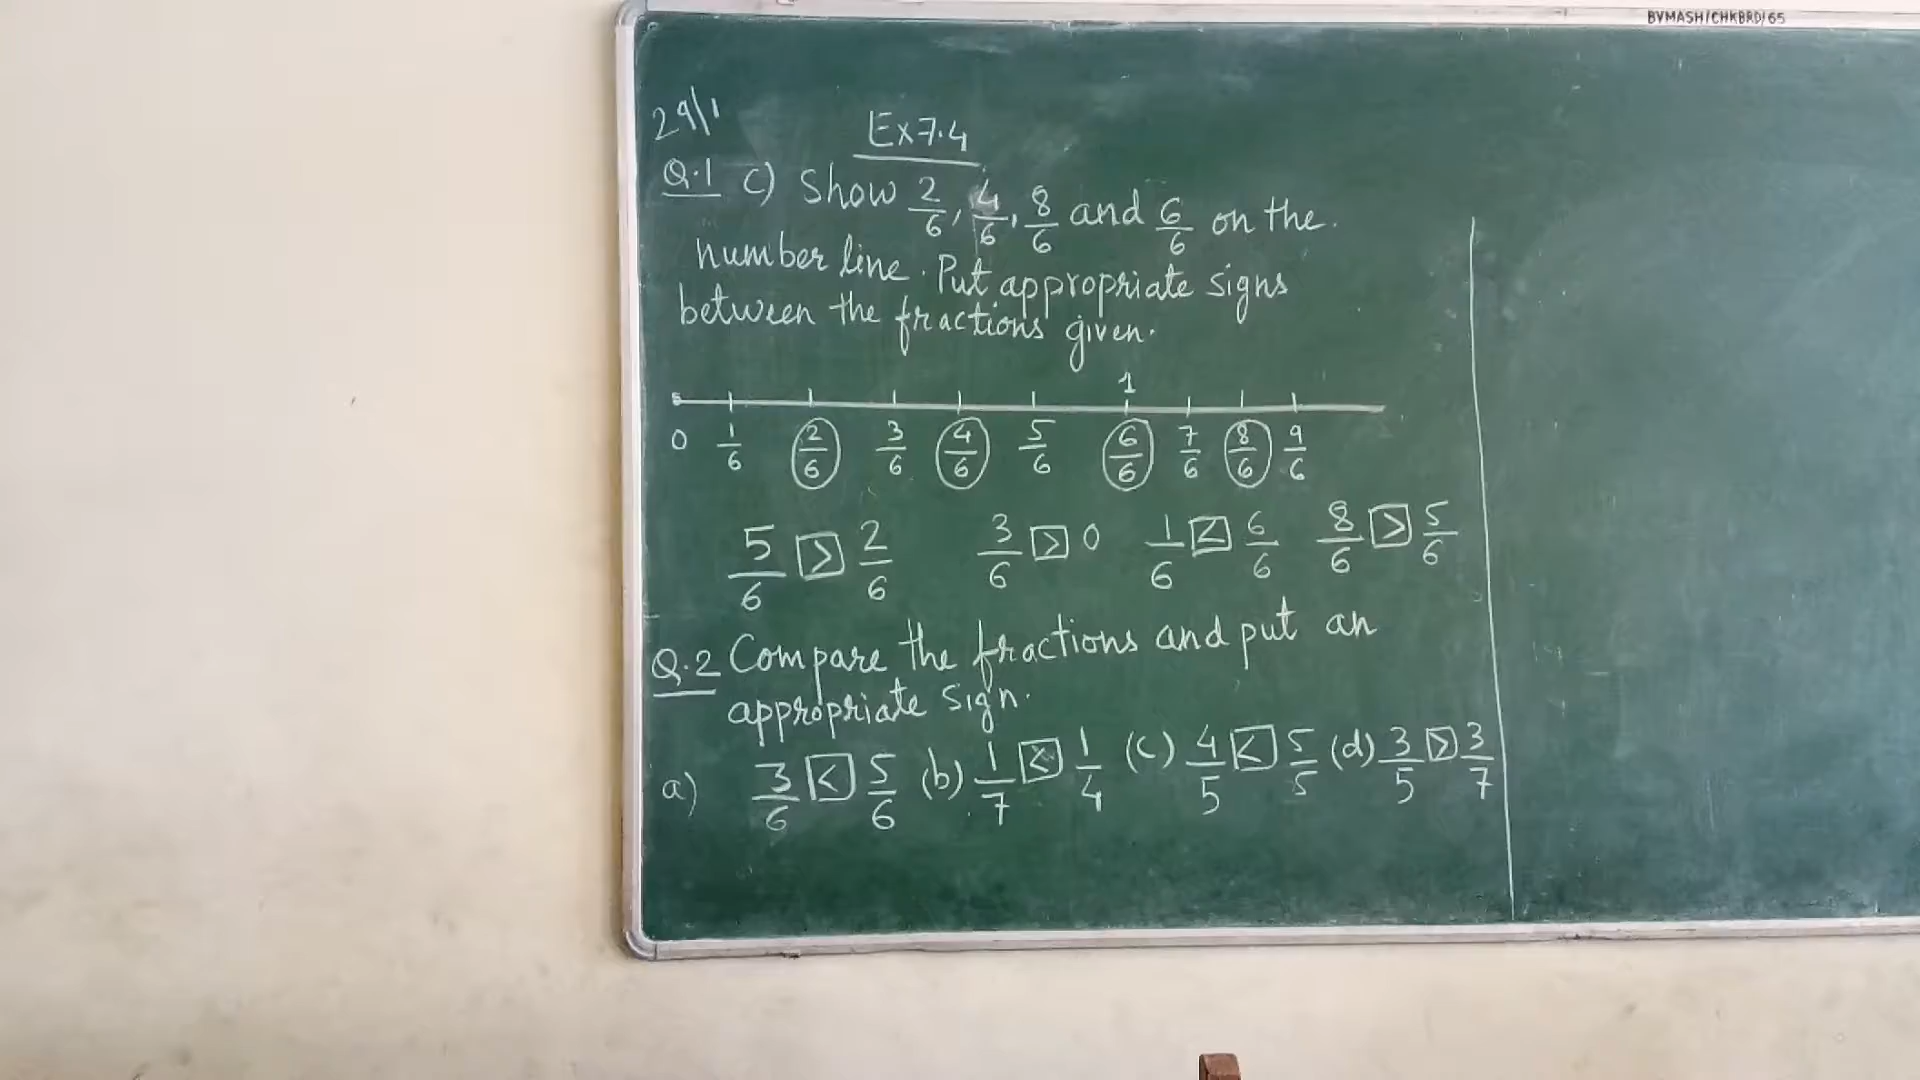 BVMASH/CHKBRD/65
29/1
Ex 7.4
Q.1 c) Show 2/6, 4/6, 8/6 and 6/6 on the.
number line. Put appropriate signs
between the fractions given.
1
0 1/6 2/6 3/6 4/6 5/6 6/6 7/6 8/6 9/6
5/6 > 2/6 3/6 > 0 1/6 < 6/6 8/6 > 5/6
Q.2 Compare the fractions and put an
appropriate sign.
a) 3/6 < 5/6 (b) 1/7 < 1/4 (c) 4/5 < 5/5 (d) 3/5 > 3/7